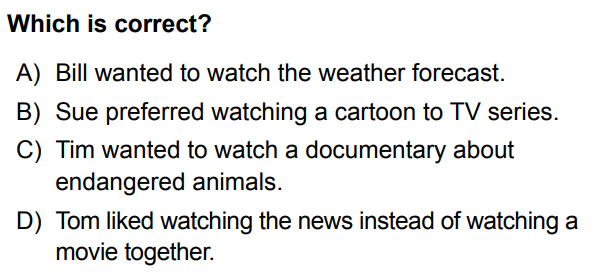 Which is correct?
A) Bill wanted to watch the weather forecast.
B) Sue preferred watching a cartoon to TV series.
C) Tim wanted to watch a documentary about
endangered animals.
D) Tom liked watching the news instead of watching a
movie together.